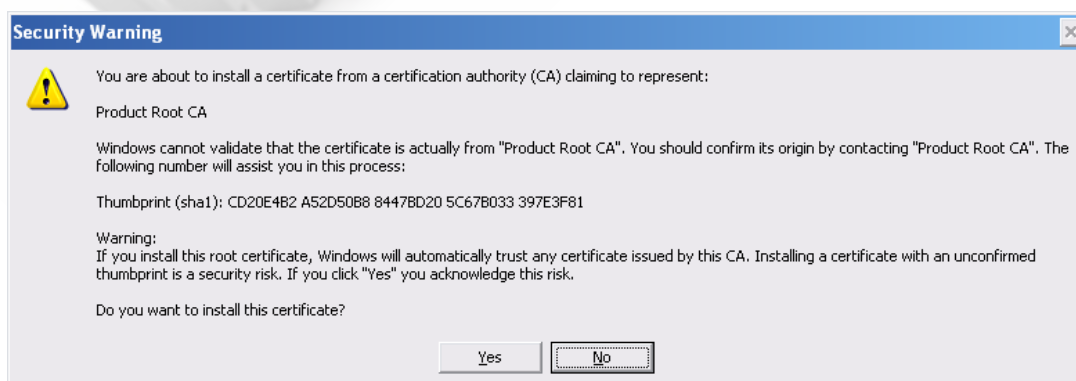 Security Warning
You are about to install a certificate from a certification authority (CA) claiming to represent:
Product Root CA
Windows cannot validate that the certificate is actually from "Product Root CA". You should confirm its origin by contacting "Product Root CA". The
following number will assist you in this process:
Thumbprint (sha1): CD20E4B2 A52D50B8 8447BD20 5C67B033 397E3F81
Warning:
If you install this root certificate, Windows will automatically trust any certificate issued by this CA. Installing a certificate with an unconfirmed
thumbprint is a security risk. If you click "Yes" you acknowledge this risk.
Do you want to install this certificate?
Yes No